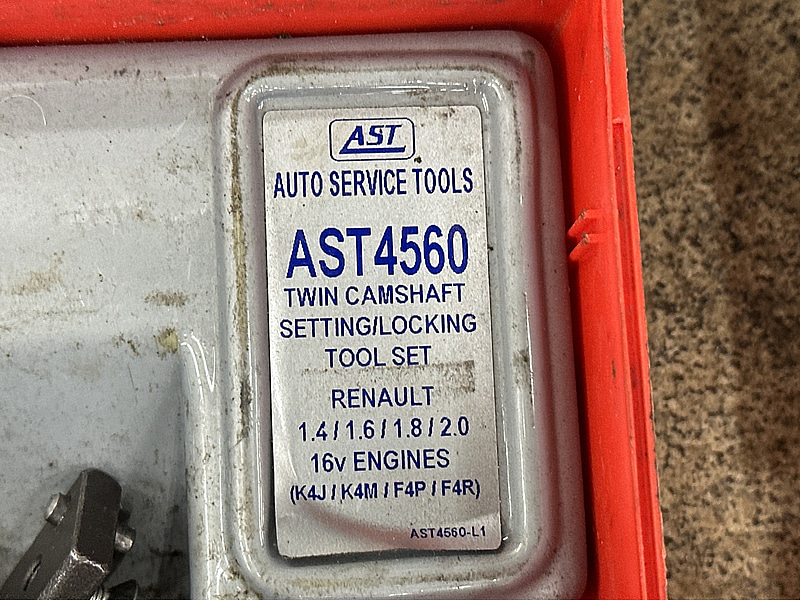 AST
AUTO SERVICE TOOLS
AST4560
TWIN CAMSHAFT
SETTING/LOCKING
TOOL SET
RENAULT
1.4 / 1.6 / 1.8 / 2.0
16v ENGINES
(K4J / K4M / F4P / F4R)
AST4560-L1